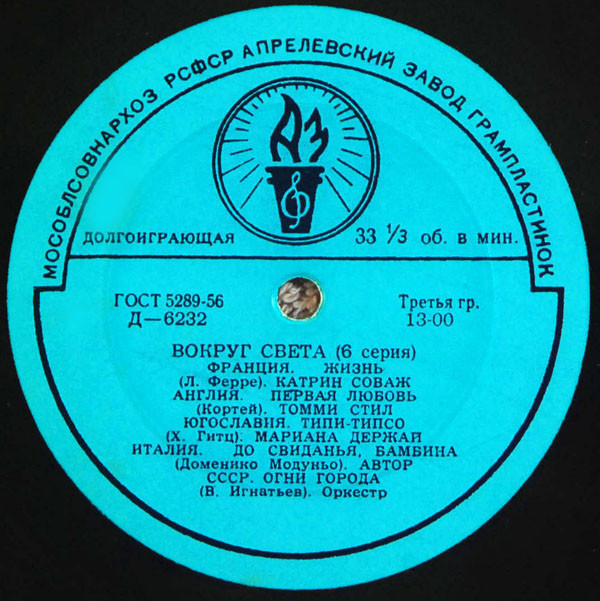 МОСОБЛСОВНАРХОЗ РСФСР АПРЕЛЕВСКИЙ ЗАВОД ГРАМПЛАСТИНОК
АЗ
ДОЛГОИГРАЮЩАЯ 33 1/3 об. в мин.
ГОСТ 5289-56 Третья гр.
Д—6232 13-00
ВОКРУГ СВЕТА (6 серия)
ФРАНЦИЯ. ЖИЗНЬ
(Л. Ферре). КАТРИН СОВАЖ
АНГЛИЯ. ПЕРВАЯ ЛЮБОВЬ
(Кортей). ТОММИ СТИЛ
ЮГОСЛАВИЯ. ТИПИ-ТИПСО
(Х. Гитц). МАРИАНА ДЕРЖАЙ
ИТАЛИЯ. ДО СВИДАНЬЯ, БАМБИНА
(Доменико Модуньо). АВТОР
СССР. ОГНИ ГОРОДА
(В. Игнатьев). Оркестр